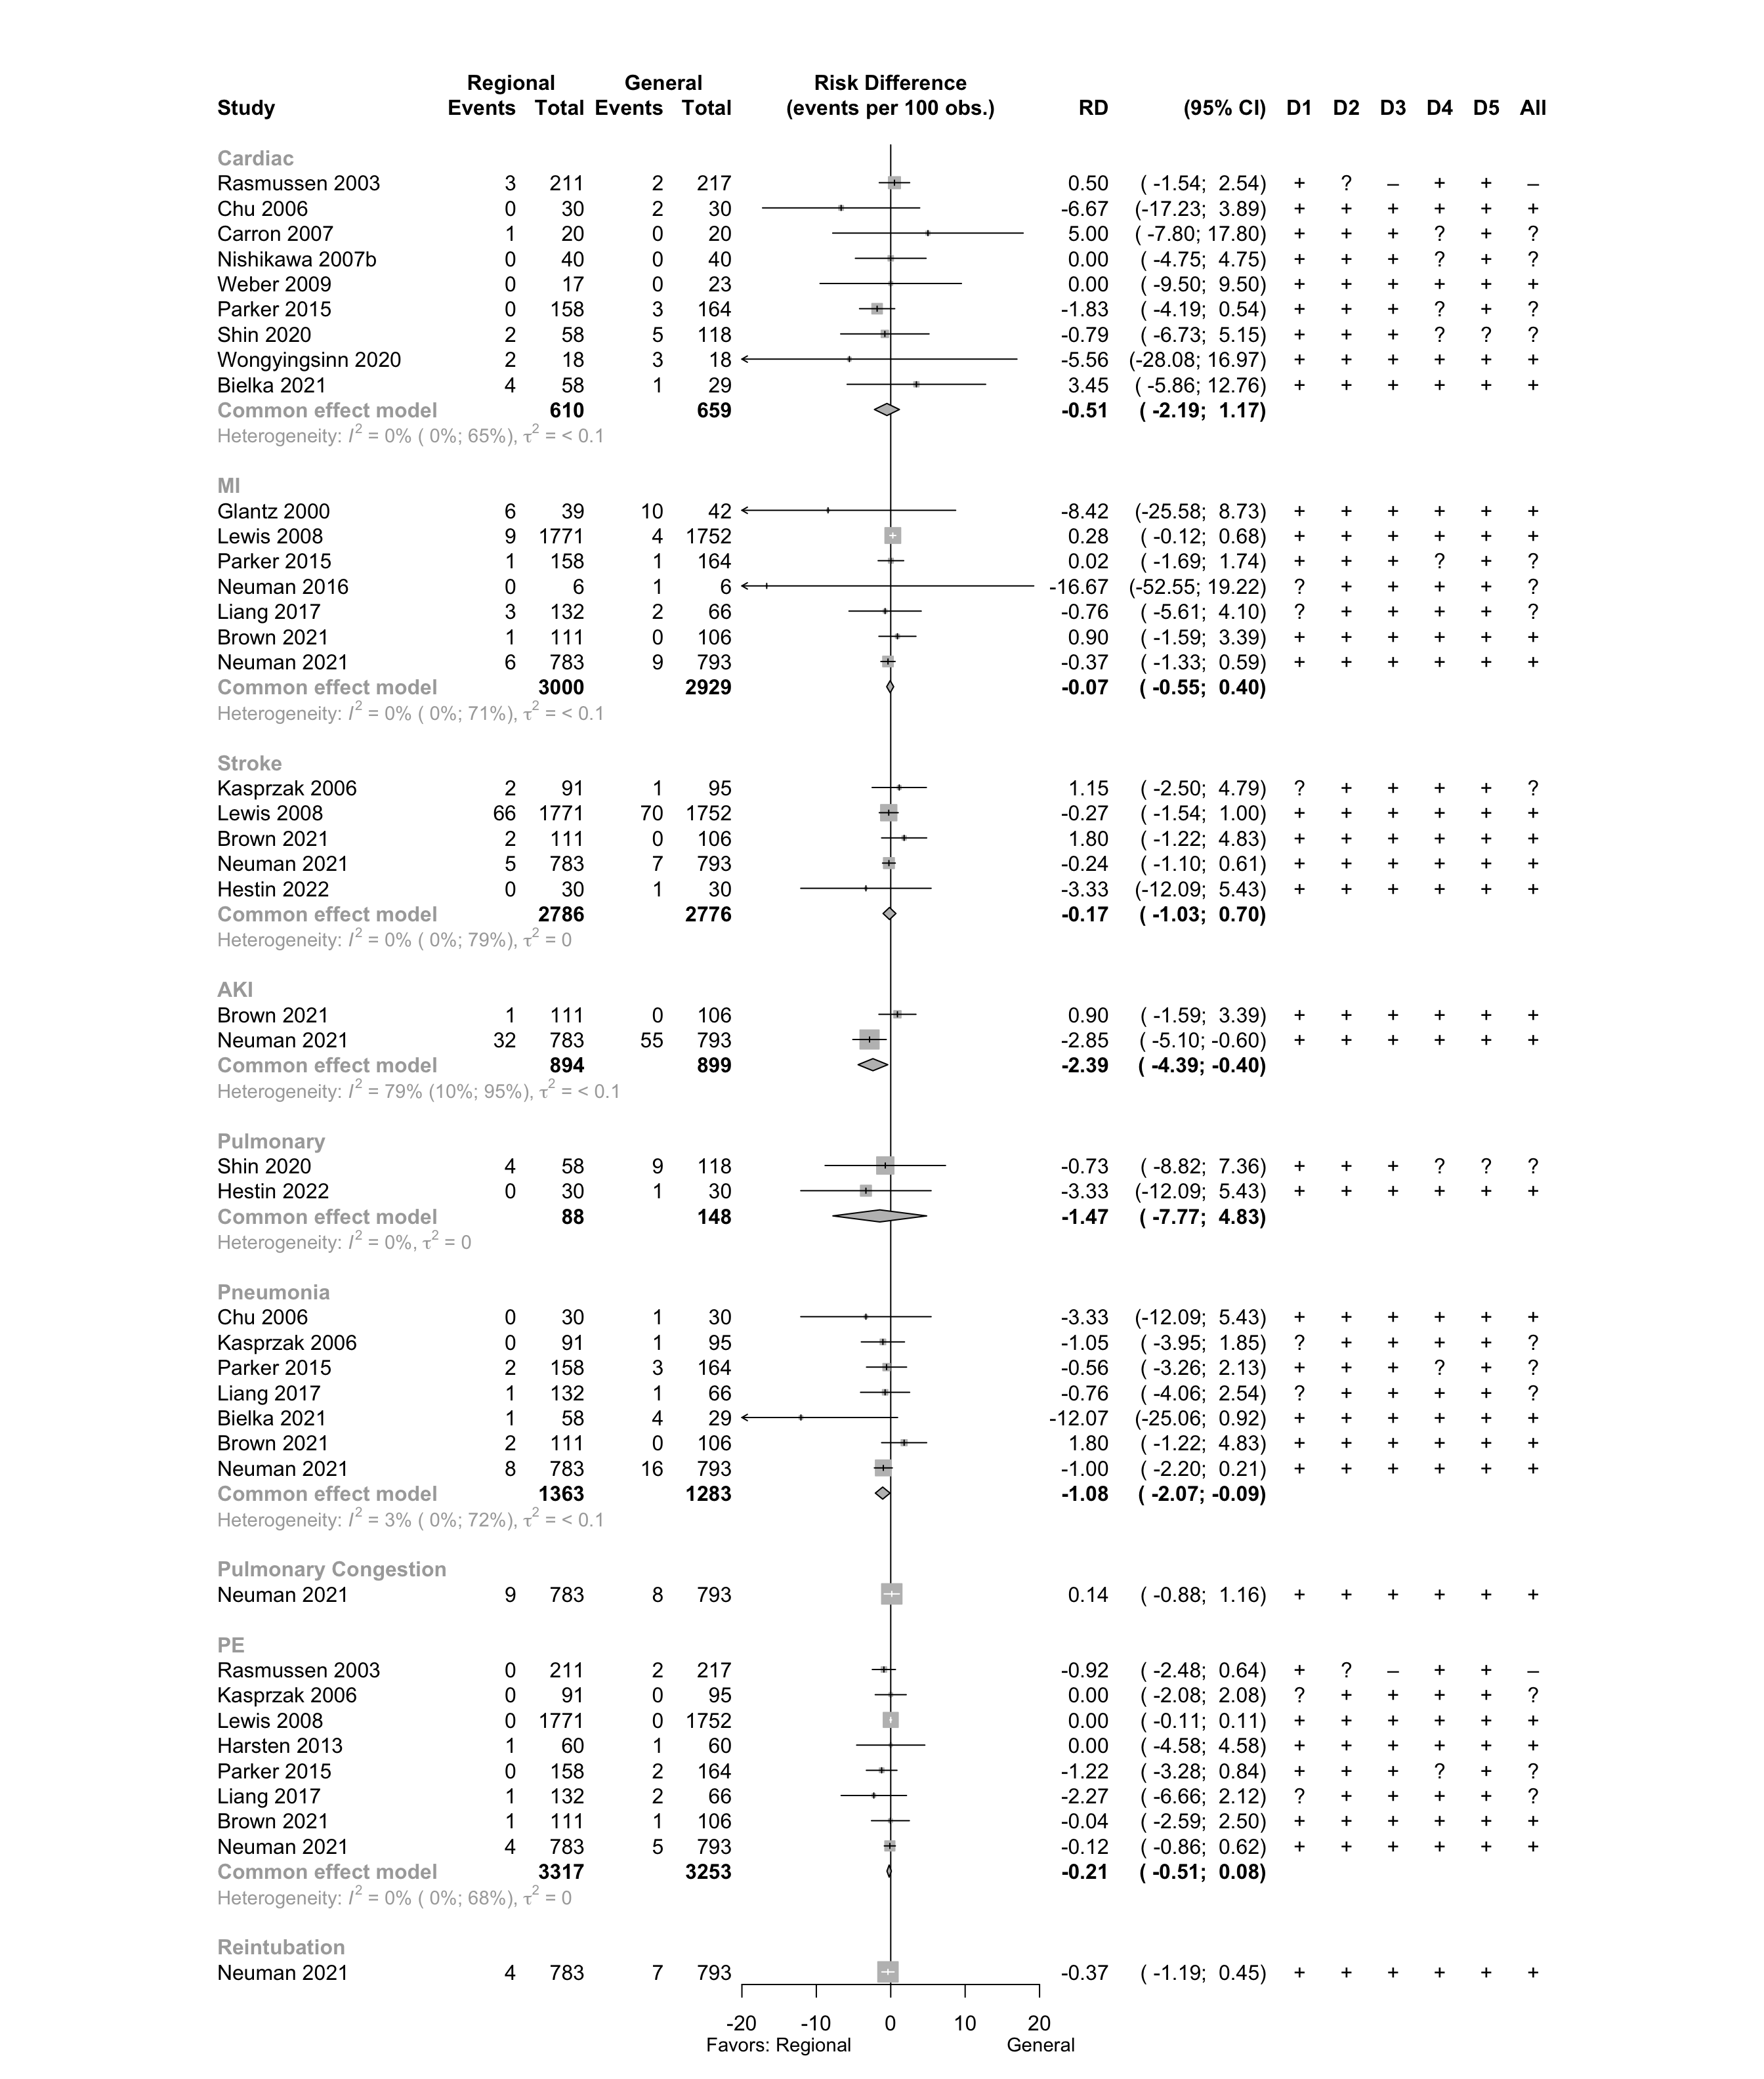 Regional General Risk Difference
Study Events Total Events Total (events per 100 obs.) RD (95% CI) D1 D2 D3 D4 D5 All
Cardiac
Rasmussen 2003 3 211 2 217 0.50 ( -1.54; 2.54) + ? – + + –
Chu 2006 0 30 2 30 -6.67 (-17.23; 3.89) + + + + + +
Carron 2007 1 20 0 20 5.00 ( -7.80; 17.80) + + + ? + ?
Nishikawa 2007b 0 40 0 40 0.00 ( -4.75; 4.75) + + + ? + ?
Weber 2009 0 17 0 23 0.00 ( -9.50; 9.50) + + + + + +
Parker 2015 0 158 3 164 -1.83 ( -4.19; 0.54) + + + ? + ?
Shin 2020 2 58 5 118 -0.79 ( -6.73; 5.15) + + + ? ? ?
Wongyingsinn 2020 2 18 3 18 -5.56 (-28.08; 16.97) + + + + + +
Bielka 2021 4 58 1 29 3.45 ( -5.86; 12.76) + + + + + +
Common effect model 610 659 -0.51 ( -2.19; 1.17)
Heterogeneity: I² = 0% ( 0%; 65%), τ² = < 0.1
MI
Glantz 2000 6 39 10 42 -8.42 (-25.58; 8.73) + + + + + +
Lewis 2008 9 1771 4 1752 0.28 ( -0.12; 0.68) + + + + + +
Parker 2015 1 158 1 164 0.02 ( -1.69; 1.74) + + + ? + ?
Neuman 2016 0 6 1 6 -16.67 (-52.55; 19.22) ? + + + + ?
Liang 2017 3 132 2 66 -0.76 ( -5.61; 4.10) ? + + + + ?
Brown 2021 1 111 0 106 0.90 ( -1.59; 3.39) + + + + + +
Neuman 2021 6 783 9 793 -0.37 ( -1.33; 0.59) + + + + + +
Common effect model 3000 2929 -0.07 ( -0.55; 0.40)
Heterogeneity: I² = 0% ( 0%; 71%), τ² = < 0.1
Stroke
Kasprzak 2006 2 91 1 95 1.15 ( -2.50; 4.79) ? + + + + ?
Lewis 2008 66 1771 70 1752 -0.27 ( -1.54; 1.00) + + + + + +
Brown 2021 2 111 0 106 1.80 ( -1.22; 4.83) + + + + + +
Neuman 2021 5 783 7 793 -0.24 ( -1.10; 0.61) + + + + + +
Hestin 2022 0 30 1 30 -3.33 (-12.09; 5.43) + + + + + +
Common effect model 2786 2776 -0.17 ( -1.03; 0.70)
Heterogeneity: I² = 0% ( 0%; 79%), τ² = 0
AKI
Brown 2021 1 111 0 106 0.90 ( -1.59; 3.39) + + + + + +
Neuman 2021 32 783 55 793 -2.85 ( -5.10; -0.60) + + + + + +
Common effect model 894 899 -2.39 ( -4.39; -0.40)
Heterogeneity: I² = 79% (10%; 95%), τ² = < 0.1
Pulmonary
Shin 2020 4 58 9 118 -0.73 ( -8.82; 7.36) + + + ? ? ?
Hestin 2022 0 30 1 30 -3.33 (-12.09; 5.43) + + + + + +
Common effect model 88 148 -1.47 ( -7.77; 4.83)
Heterogeneity: I² = 0%, τ² = 0
Pneumonia
Chu 2006 0 30 1 30 -3.33 (-12.09; 5.43) + + + + + +
Kasprzak 2006 0 91 1 95 -1.05 ( -3.95; 1.85) ? + + + + ?
Parker 2015 2 158 3 164 -0.56 ( -3.26; 2.13) + + + ? + ?
Liang 2017 1 132 1 66 -0.76 ( -4.06; 2.54) ? + + + + ?
Bielka 2021 1 58 4 29 -12.07 (-25.06; 0.92) + + + + + +
Brown 2021 2 111 0 106 1.80 ( -1.22; 4.83) + + + + + +
Neuman 2021 8 783 16 793 -1.00 ( -2.20; 0.21) + + + + + +
Common effect model 1363 1283 -1.08 ( -2.07; -0.09)
Heterogeneity: I² = 3% ( 0%; 72%), τ² = < 0.1
Pulmonary Congestion
Neuman 2021 9 783 8 793 0.14 ( -0.88; 1.16) + + + + + +
PE
Rasmussen 2003 0 211 2 217 -0.92 ( -2.48; 0.64) + ? – + + –
Kasprzak 2006 0 91 0 95 0.00 ( -2.08; 2.08) ? + + + + ?
Lewis 2008 0 1771 0 1752 0.00 ( -0.11; 0.11) + + + + + +
Harsten 2013 1 60 1 60 0.00 ( -4.58; 4.58) + + + + + +
Parker 2015 0 158 2 164 -1.22 ( -3.28; 0.84) + + + ? + ?
Liang 2017 1 132 2 66 -2.27 ( -6.66; 2.12) ? + + + + ?
Brown 2021 1 111 1 106 -0.04 ( -2.59; 2.50) + + + + + +
Neuman 2021 4 783 5 793 -0.12 ( -0.86; 0.62) + + + + + +
Common effect model 3317 3253 -0.21 ( -0.51; 0.08)
Heterogeneity: I² = 0% ( 0%; 68%), τ² = 0
Reintubation
Neuman 2021 4 783 7 793 -0.37 ( -1.19; 0.45) + + + + + +
-20 -10 0 10 20
Favors: Regional General